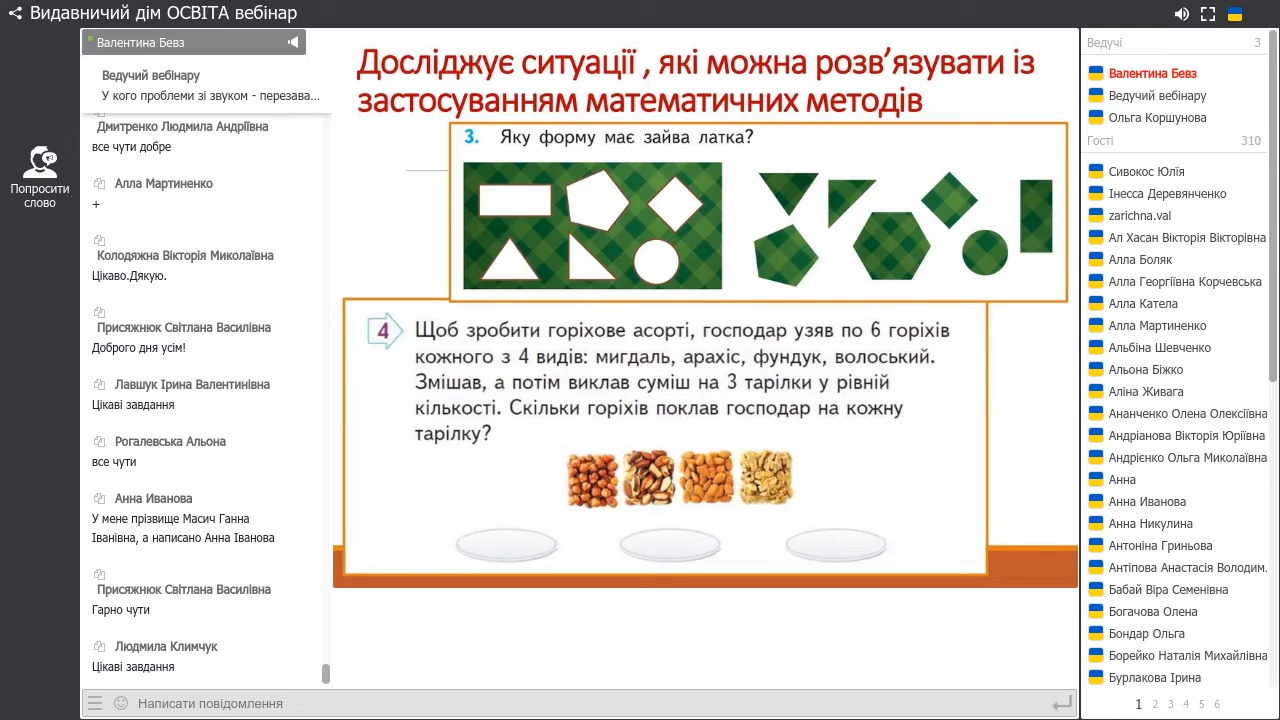 Видавничий дім ОСВІТА вебінар
Попросити
слово
Валентина Бевз
Ведучий вебінару
У кого проблеми зі звуком - перезава...
Дмитренко Людмила Андріївна
все чути добре
Алла Мартиненко
+
Колодяжна Вікторія Миколаївна
Цікаво.Дякую.
Присяжнюк Світлана Василівна
Доброго дня усім!
Лавшук Ірина Валентинівна
Цікаві завдання
Рогалевська Альона
все чути
Анна Иванова
У мене прізвище Масич Ганна
Іванівна, а написано Анна Іванова
Присяжнюк Світлана Василівна
Гарно чути
Людмила Климчук
Цікаві завдання
Написати повідомлення
Досліджує ситуації , які можна розв’язувати із
застосуванням математичних методів
3. Яку форму має зайва латка?
4 Щоб зробити горіхове асорті, господар узяв по 6 горіхів
кожного з 4 видів: мигдаль, арахіс, фундук, волоський.
Змішав, а потім виклав суміш на 3 тарілки у рівній
кількості. Скільки горіхів поклав господар на кожну
тарілку?
Ведучі 3
Валентина Бевз
Ведучий вебінару
Ольга Коршунова
Гості 310
Сивокос Юлїя
Інесса Деревянченко
zarichna.val
Ал Хасан Вікторія Вікторівна
Алла Боляк
Алла Георгіївна Корчевська
Алла Катела
Алла Мартиненко
Альбіна Шевченко
Альона Біжко
Аліна Живага
Ананченко Олена Олексіївна
Андріанова Вікторія Юріївна
Андрієнко Ольга Миколаївна
Анна
Анна Иванова
Анна Никулина
Антоніна Гриньова
Антіпова Анастасія Володим.
Бабай Віра Семенівна
Богачова Олена
Бондар Ольга
Борейко Наталія Михайлівна
Бурлакова Ірина
1 2 3 4 5 6